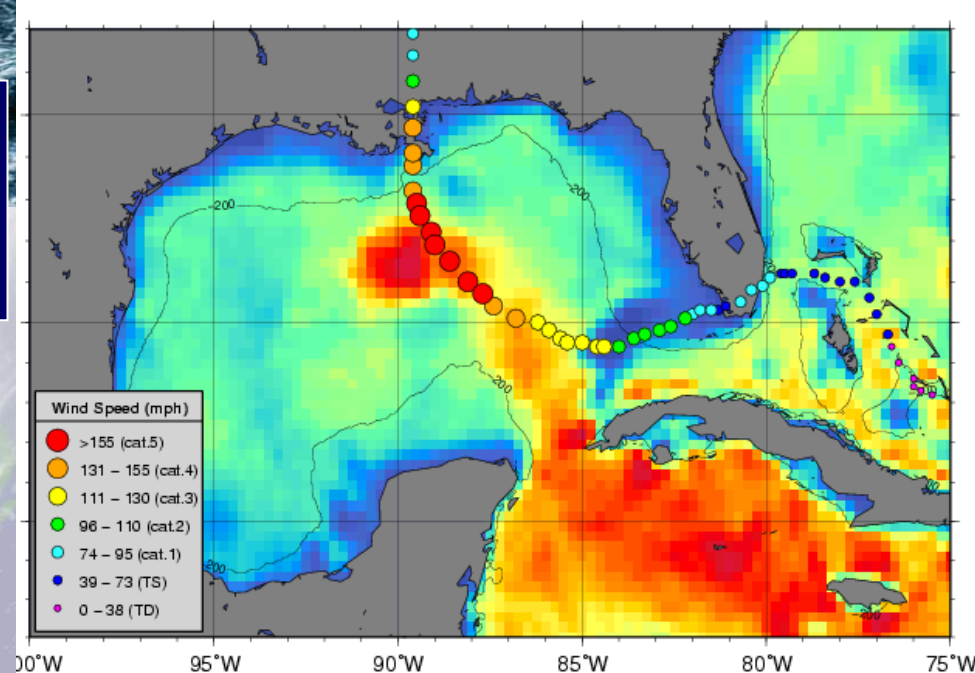 200
200
200
Wind Speed (mph)
>155 (cat.5)
131 – 155 (cat.4)
111 – 130 (cat.3)
96 – 110 (cat.2)
74 – 95 (cat.1)
39 – 73 (TS)
0 – 38 (TD)
200
-200
00°W
95°W
90°W
85°W
80°W
75°W